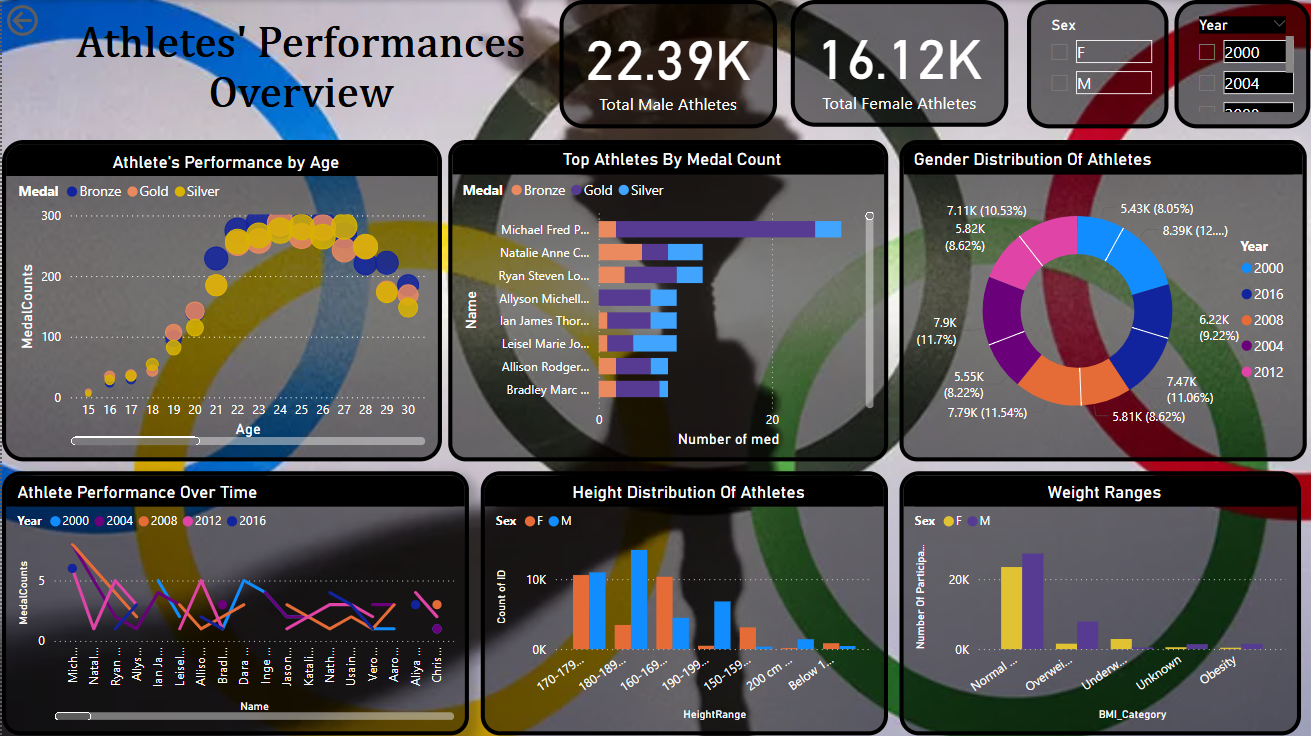 Athletes' Performances
Overview
22.39K
Total Male Athletes
16.12K
Total Female Athletes
Sex
F
M
Year
2000
2004
Athlete's Performance by Age
Medal Bronze Gold Silver
MedalCounts
300
200
100
0
15 16 17 18 19 20 21 22 23 24 25 26 27 28 29 30
Age
Top Athletes By Medal Count
Medal Bronze Gold Silver
Name
Michael Fred P...
Natalie Anne C...
Ryan Steven Lo...
Allyson Michell...
Ian James Thor...
Leisel Marie Jo...
Allison Rodger...
Bradley Marc ...
0 20
Number of med
Gender Distribution Of Athletes
7.11K (10.53%)
5.82K
(8.62%)
7.9K
(11.7%)
5.55K
(8.22%)
7.79K (11.54%)
5.43K (8.05%)
8.39K (12....)
6.22K
(9.22%)
7.47K
(11.06%)
5.81K (8.62%)
Year
2000
2016
2008
2004
2012
Athlete Performance Over Time
Year 2000 2004 2008 2012 2016
MedalCounts
5
0
Mich... Natal... Ryan ... Allys... Ian Ja... Leisel... Alliso... Bradl... Dara ... Inge ... Jason... Katali... Nath... Usain... Vero ... Aaro... Aliya ... Chris...
Name
Height Distribution Of Athletes
Sex F M
Count of ID
10K
0K
170-179... 180-189... 160-169... 190-199... 150-159... 200 cm ... Below 1...
HeightRange
Weight Ranges
Sex F M
Number Of Participa...
20K
0K
Normal ... Overwei... Underw... Unknown Obesity
BMI_Category